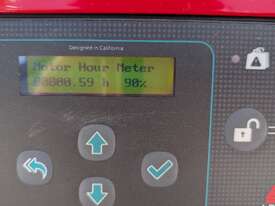 Designed in California
Motor Hour Meter
00000.59 h 90%